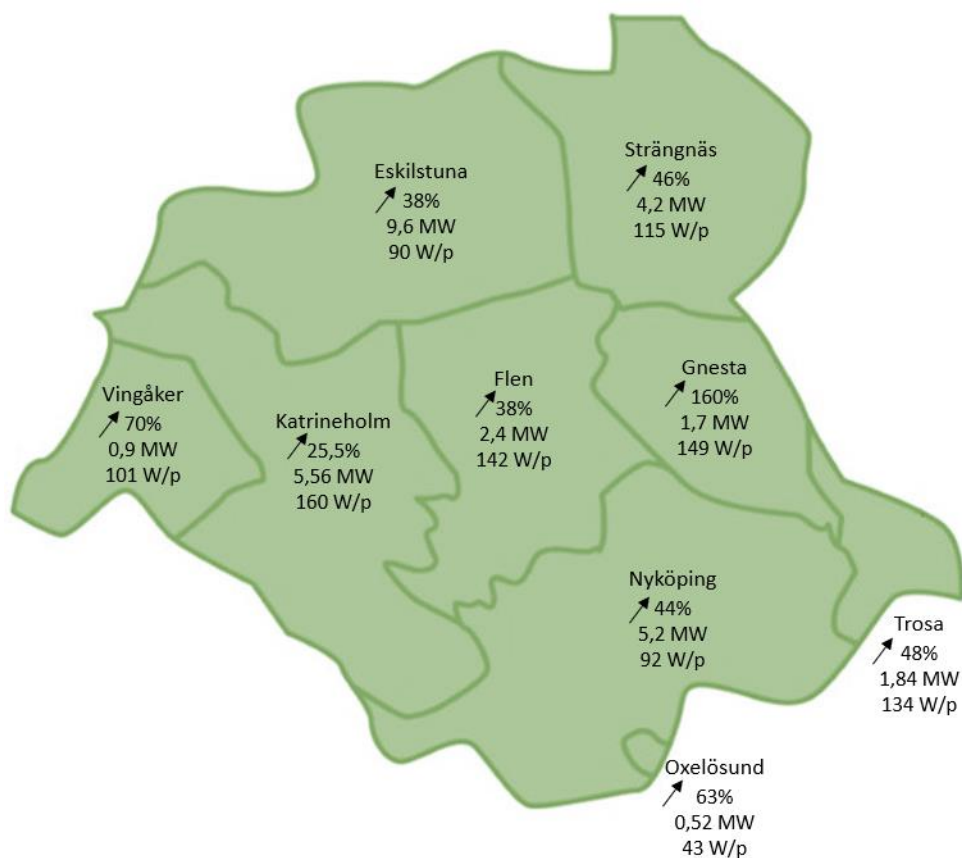 Eskilstuna
38%
9,6 MW
90 W/p
Strängnäs
46%
4,2 MW
115 W/p
Vingåker
70%
0,9 MW
101 W/p
Katrineholm
25,5%
5,56 MW
160 W/p
Flen
38%
2,4 MW
142 W/p
Gnesta
160%
1,7 MW
149 W/p
Nyköping
44%
5,2 MW
92 W/p
Trosa
48%
1,84 MW
134 W/p
Oxelösund
63%
0,52 MW
43 W/p